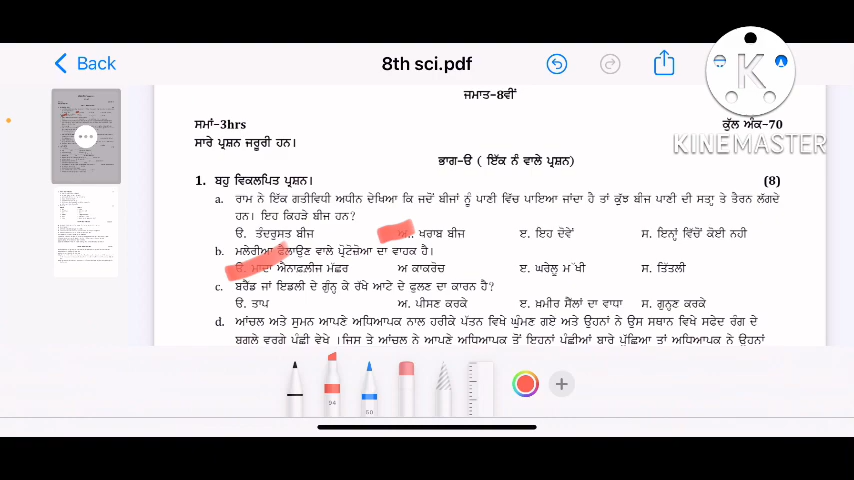 Back
8th sci.pdf
K
KINEMASTER
ਜਮਾਤ-8ਵੀਂ
ਸਮਾਂ-3hrs ਕੁੱਲ ਅੰਕ-70
ਸਾਰੇ ਪ੍ਰਸ਼ਨ ਜ਼ਰੂਰੀ ਹਨ।
ਭਾਗ-ੳ ( ਇੱਕ ਨੰ ਵਾਲੇ ਪ੍ਰਸ਼ਨ)
1. ਬਹੁ ਵਿਕਲਪਿਤ ਪ੍ਰਸ਼ਨ। (8)
a. ਰਾਮ ਨੇ ਇੱਕ ਗਤੀਵਿਧੀ ਅਧੀਨ ਦੇਖਿਆ ਕਿ ਜਦੋਂ ਬੀਜਾਂ ਨੂੰ ਪਾਣੀ ਵਿੱਚ ਪਾਇਆ ਜਾਂਦਾ ਹੈ ਤਾਂ ਕੁੱਝ ਬੀਜ ਪਾਣੀ ਦੀ ਸਤ੍ਹਾ ਤੇ ਤੈਰਨ ਲੱਗਦੇ
ਹਨ। ਇਹ ਕਿਹੜੇ ਬੀਜ ਹਨ?
ੳ. ਤੰਦਰੁਸਤ ਬੀਜ ਅ. ਖਰਾਬ ਬੀਜ ੲ. ਇਹ ਦੋਵੇਂ ਸ. ਇਨ੍ਹਾਂ ਵਿੱਚੋਂ ਕੋਈ ਨਹੀ
b. ਮਲੇਰੀਆ ਫੈਲਾਉਣ ਵਾਲੇ ਪ੍ਰੋਟੋਜ਼ੋਆ ਦਾ ਵਾਹਕ ਹੈ।
ੳ. ਮਾਦਾ ਐਨਾਫ਼ਲੀਜ ਮੱਛਰ ਅ ਕਾਕਰੋਚ ੲ. ਘਰੇਲੂ ਮੱਖੀ ਸ. ਤਿੱਤਲੀ
c. ਬਰੈੱਡ ਜਾਂ ਇਡਲੀ ਦੇ ਗੁੰਨ੍ਹ ਕੇ ਰੱਖੇ ਆਟੇ ਦੇ ਫੁਲਣ ਦਾ ਕਾਰਨ ਹੈ?
ੳ. ਤਾਪ ਅ. ਪੀਸਣ ਕਰਕੇ ੲ. ਖ਼ਮੀਰ ਸੈੱਲਾਂ ਦਾ ਵਾਧਾ ਸ. ਗੁਨ੍ਹਣ ਕਰਕੇ
d. ਆਂਚਲ ਅਤੇ ਸੁਮਨ ਆਪਣੇ ਅਧਿਆਪਕ ਨਾਲ ਹਰੀਕੇ ਪੱਤਨ ਵਿਖੇ ਘੁੰਮਣ ਗਏ ਅਤੇ ਉਹਨਾਂ ਨੇ ਉਸ ਸਥਾਨ ਵਿਖੇ ਸਫੇਦ ਰੰਗ ਦੇ
ਬਗਲੇ ਵਰਗੇ ਪੰਛੀ ਵੇਖੇ ।ਜਿਸ ਤੇ ਆਂਚਲ ਨੇ ਆਪਣੇ ਅਧਿਆਪਕ ਤੋਂ ਇਹਨਾਂ ਪੰਛੀਆਂ ਬਾਰੇ ਪੁੱਛਿਆ ਤਾਂ ਅਧਿਆਪਕ ਨੇ ਉਹਨਾਂ
94
50